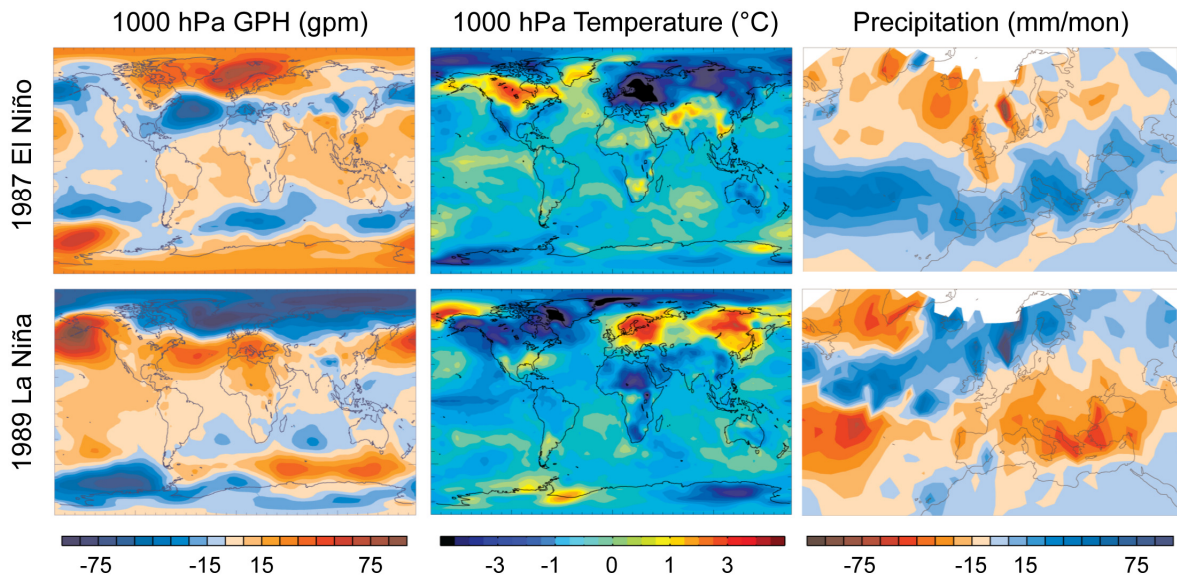 1000 hPa GPH (gpm)
1000 hPa Temperature (°C)
Precipitation (mm/mon)
1987 El Niño
1989 La Niña
-75 -15 15 75
-3 -1 0 1 3
-75 -15 15 75